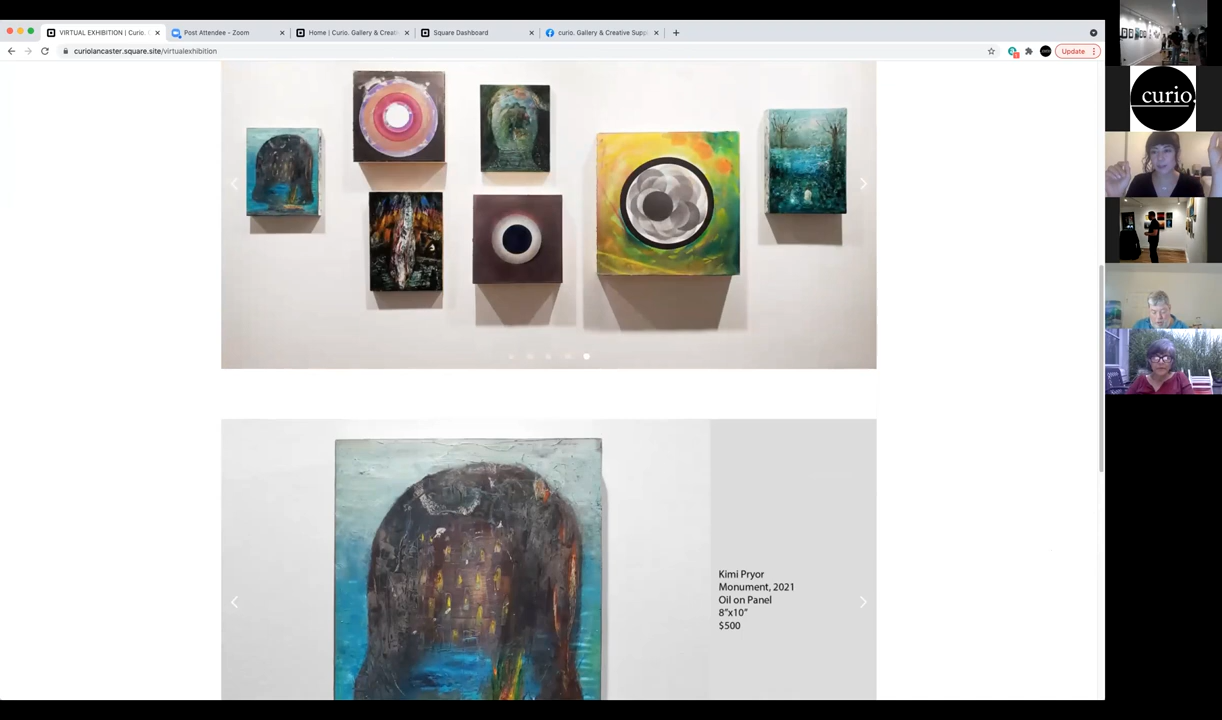 VIRTUAL EXHIBITION | Curio.
Post Attendee - Zoom
Home | Curio. Gallery & Creati
Square Dashboard
curio. Gallery & Creative Supp
curiolancaster.square.site/virtualexhibition
Update
curio.
Kimi Pryor
Monument, 2021
Oil on Panel
8"x10"
$500